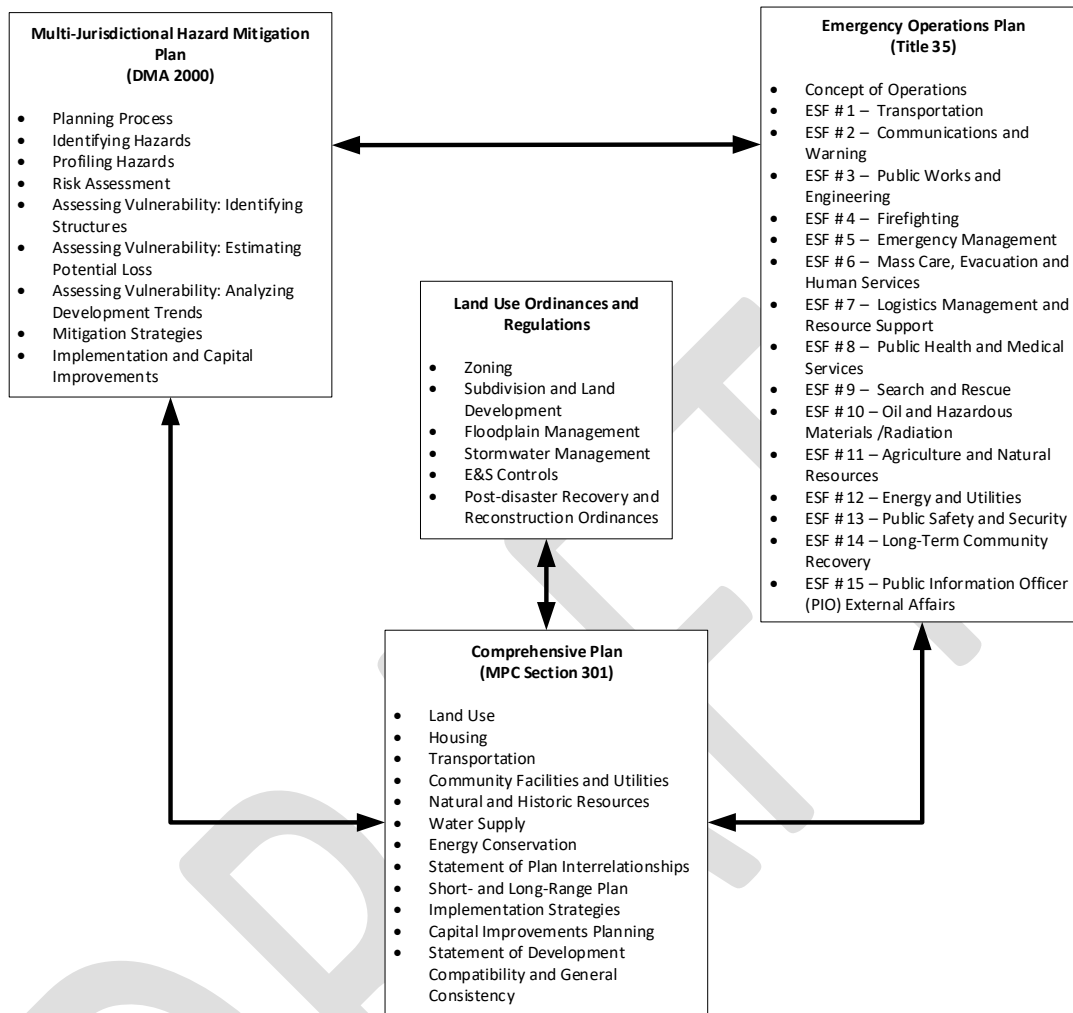 Multi-Jurisdictional Hazard Mitigation
Plan
(DMA 2000)
• Planning Process
• Identifying Hazards
• Profiling Hazards
• Risk Assessment
• Assessing Vulnerability: Identifying
Structures
• Assessing Vulnerability: Estimating
Potential Loss
• Assessing Vulnerability: Analyzing
Development Trends
• Mitigation Strategies
• Implementation and Capital
Improvements
Emergency Operations Plan
(Title 35)
• Concept of Operations
• ESF # 1 – Transportation
• ESF # 2 – Communications and
Warning
• ESF # 3 – Public Works and
Engineering
• ESF # 4 – Firefighting
• ESF # 5 – Emergency Management
• ESF # 6 – Mass Care, Evacuation and
Human Services
• ESF # 7 – Logistics Management and
Resource Support
• ESF # 8 – Public Health and Medical
Services
• ESF # 9 – Search and Rescue
• ESF # 10 – Oil and Hazardous
Materials /Radiation
• ESF # 11 – Agriculture and Natural
Resources
• ESF # 12 – Energy and Utilities
• ESF # 13 – Public Safety and Security
• ESF # 14 – Long-Term Community
Recovery
• ESF # 15 – Public Information Officer
(PIO) External Affairs
Land Use Ordinances and
Regulations
• Zoning
• Subdivision and Land
Development
• Floodplain Management
• Stormwater Management
• E&S Controls
• Post-disaster Recovery and
Reconstruction Ordinances
Comprehensive Plan
(MPC Section 301)
• Land Use
• Housing
• Transportation
• Community Facilities and Utilities
• Natural and Historic Resources
• Water Supply
• Energy Conservation
• Statement of Plan Interrelationships
• Short- and Long-Range Plan
• Implementation Strategies
• Capital Improvements Planning
• Statement of Development
Compatibility and General
Consistency
DRAFT